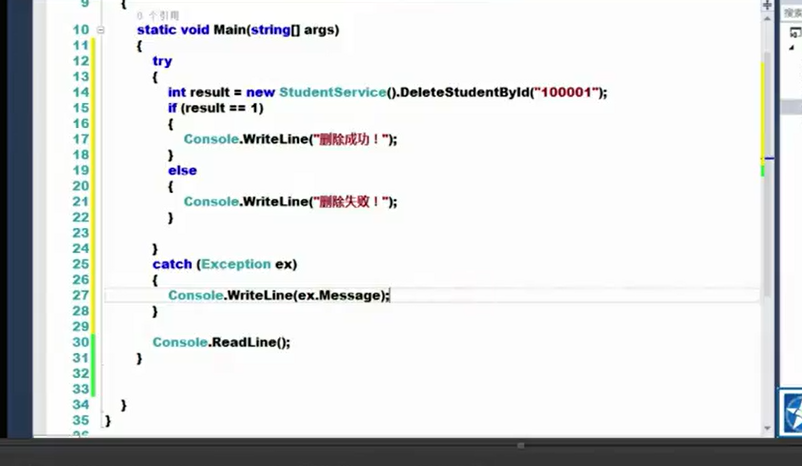 9 {
0 个引用
10 static void Main(string[] args)
11 {
12 try
13 {
14 int result = new StudentService().DeleteStudentById("100001");
15 if (result == 1)
16 {
17 Console.WriteLine("删除成功！");
18 }
19 else
20 {
21 Console.WriteLine("删除失败！");
22 }
23
24 }
25 catch (Exception ex)
26 {
27 Console.WriteLine(ex.Message);
28 }
29
30 Console.ReadLine();
31 }
32
33
34 }
35 }
搜索